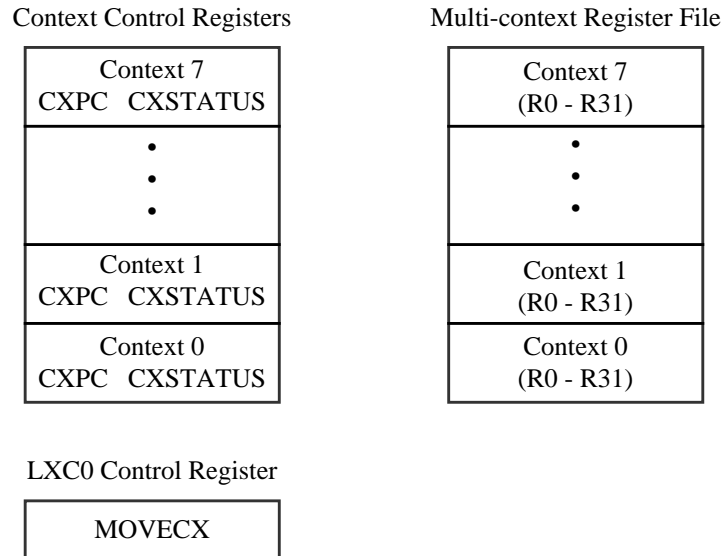 Context Control Registers
Context 7
CXPC CXSTATUS
Context 1
CXPC CXSTATUS
Context 0
CXPC CXSTATUS
Multi-context Register File
Context 7
(R0 - R31)
Context 1
(R0 - R31)
Context 0
(R0 - R31)
LXC0 Control Register
MOVECX